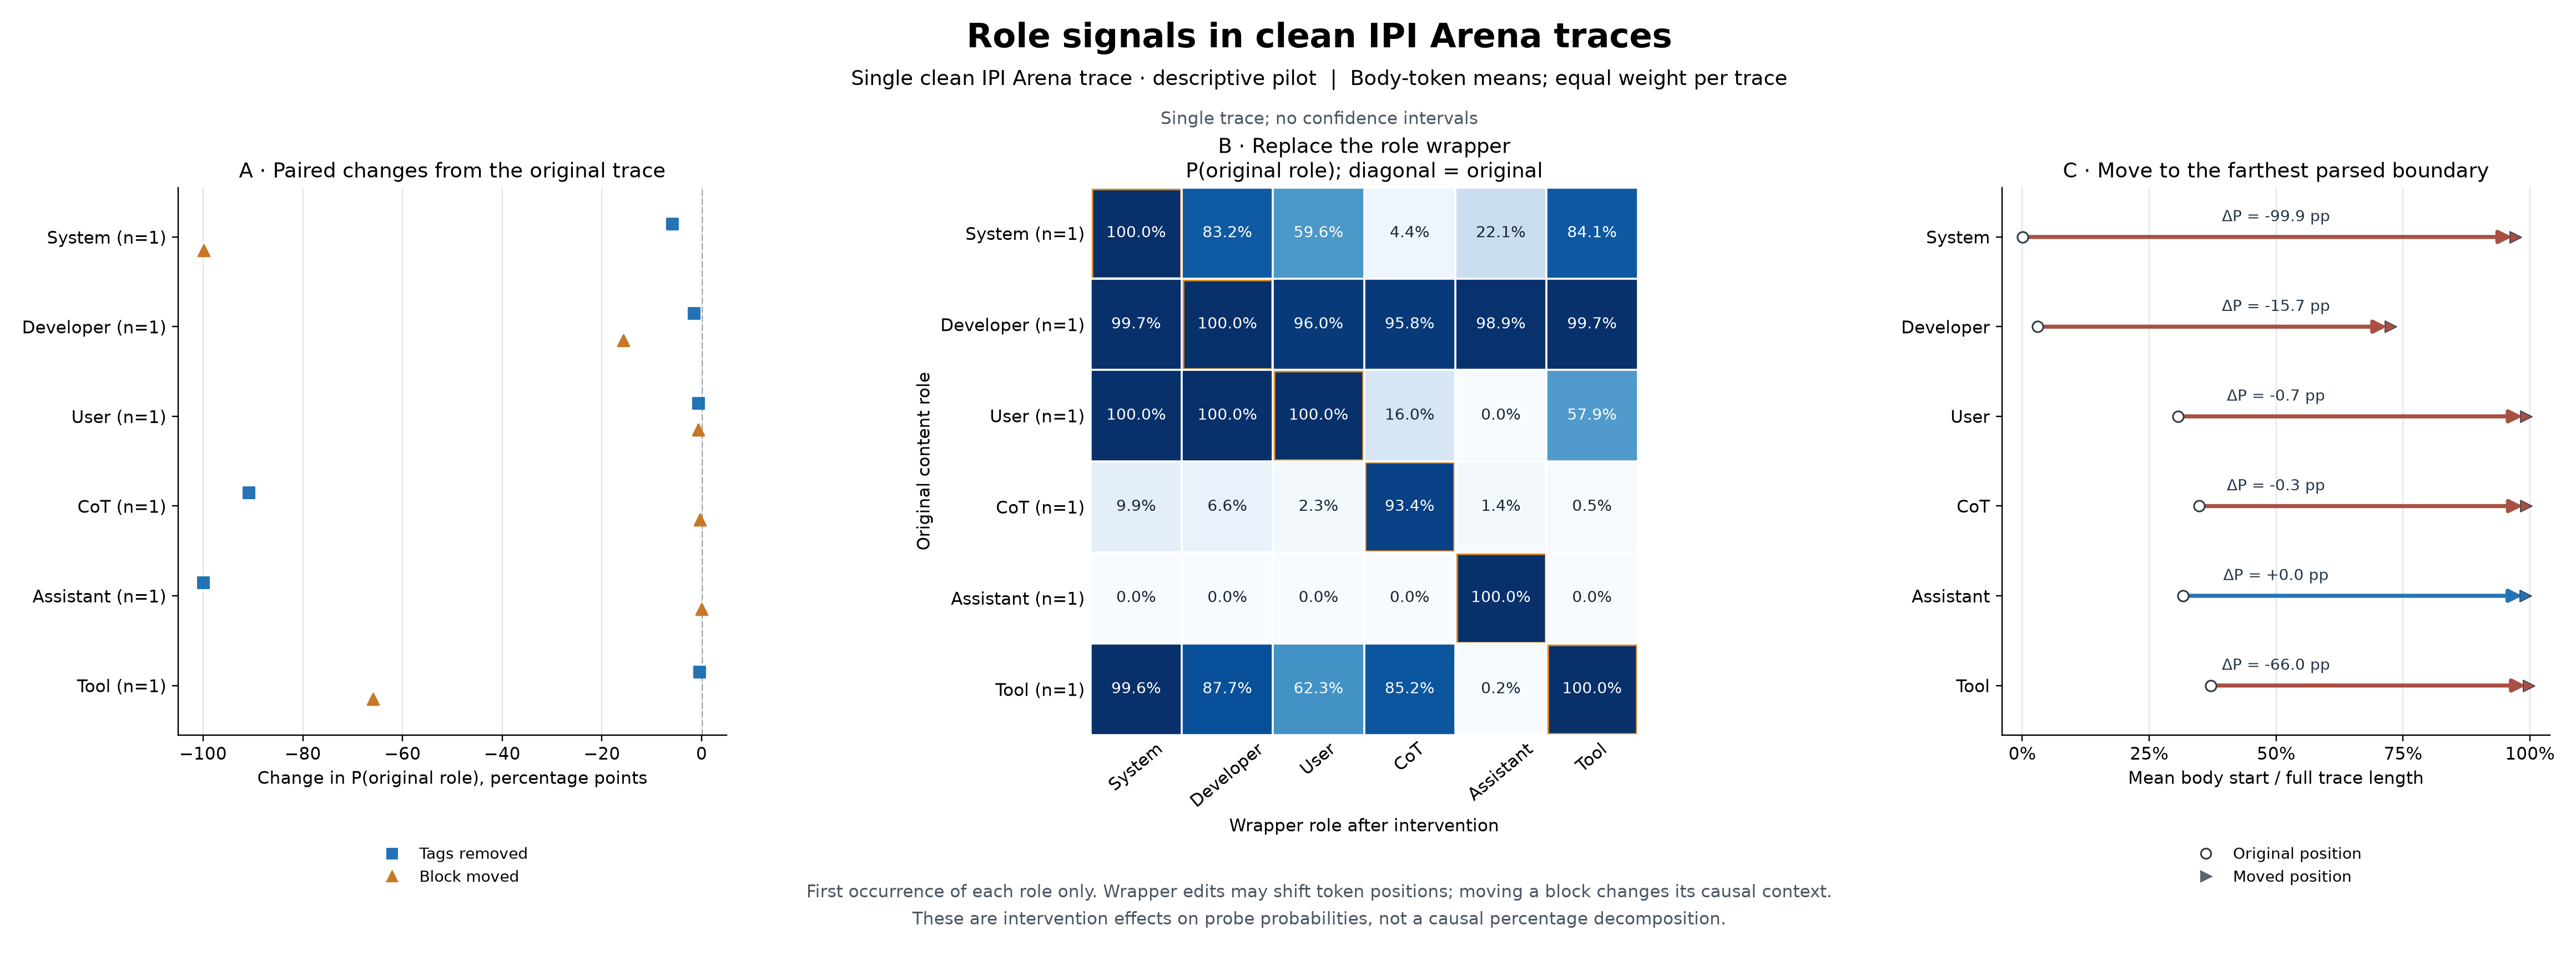 Role signals in clean IPI Arena traces
Single clean IPI Arena trace · descriptive pilot | Body-token means; equal weight per trace
Single trace; no confidence intervals
A · Paired changes from the original trace
System (n=1)
Developer (n=1)
User (n=1)
CoT (n=1)
Assistant (n=1)
Tool (n=1)
−100 −80 −60 −40 −20 0
Change in P(original role), percentage points
Tags removed
Block moved
B · Replace the role wrapper
P(original role); diagonal = original
Original content role
System (n=1) 100.0% 83.2% 59.6% 4.4% 22.1% 84.1%
Developer (n=1) 99.7% 100.0% 96.0% 95.8% 98.9% 99.7%
User (n=1) 100.0% 100.0% 100.0% 16.0% 0.0% 57.9%
CoT (n=1) 9.9% 6.6% 2.3% 93.4% 1.4% 0.5%
Assistant (n=1) 0.0% 0.0% 0.0% 0.0% 100.0% 0.0%
Tool (n=1) 99.6% 87.7% 62.3% 85.2% 0.2% 100.0%
System Developer User CoT Assistant Tool
Wrapper role after intervention
C · Move to the farthest parsed boundary
ΔP = -99.9 pp
System
ΔP = -15.7 pp
Developer
ΔP = -0.7 pp
User
ΔP = -0.3 pp
CoT
ΔP = +0.0 pp
Assistant
ΔP = -66.0 pp
Tool
0% 25% 50% 75% 100%
Mean body start / full trace length
Original position
Moved position
First occurrence of each role only. Wrapper edits may shift token positions; moving a block changes its causal context.
These are intervention effects on probe probabilities, not a causal percentage decomposition.